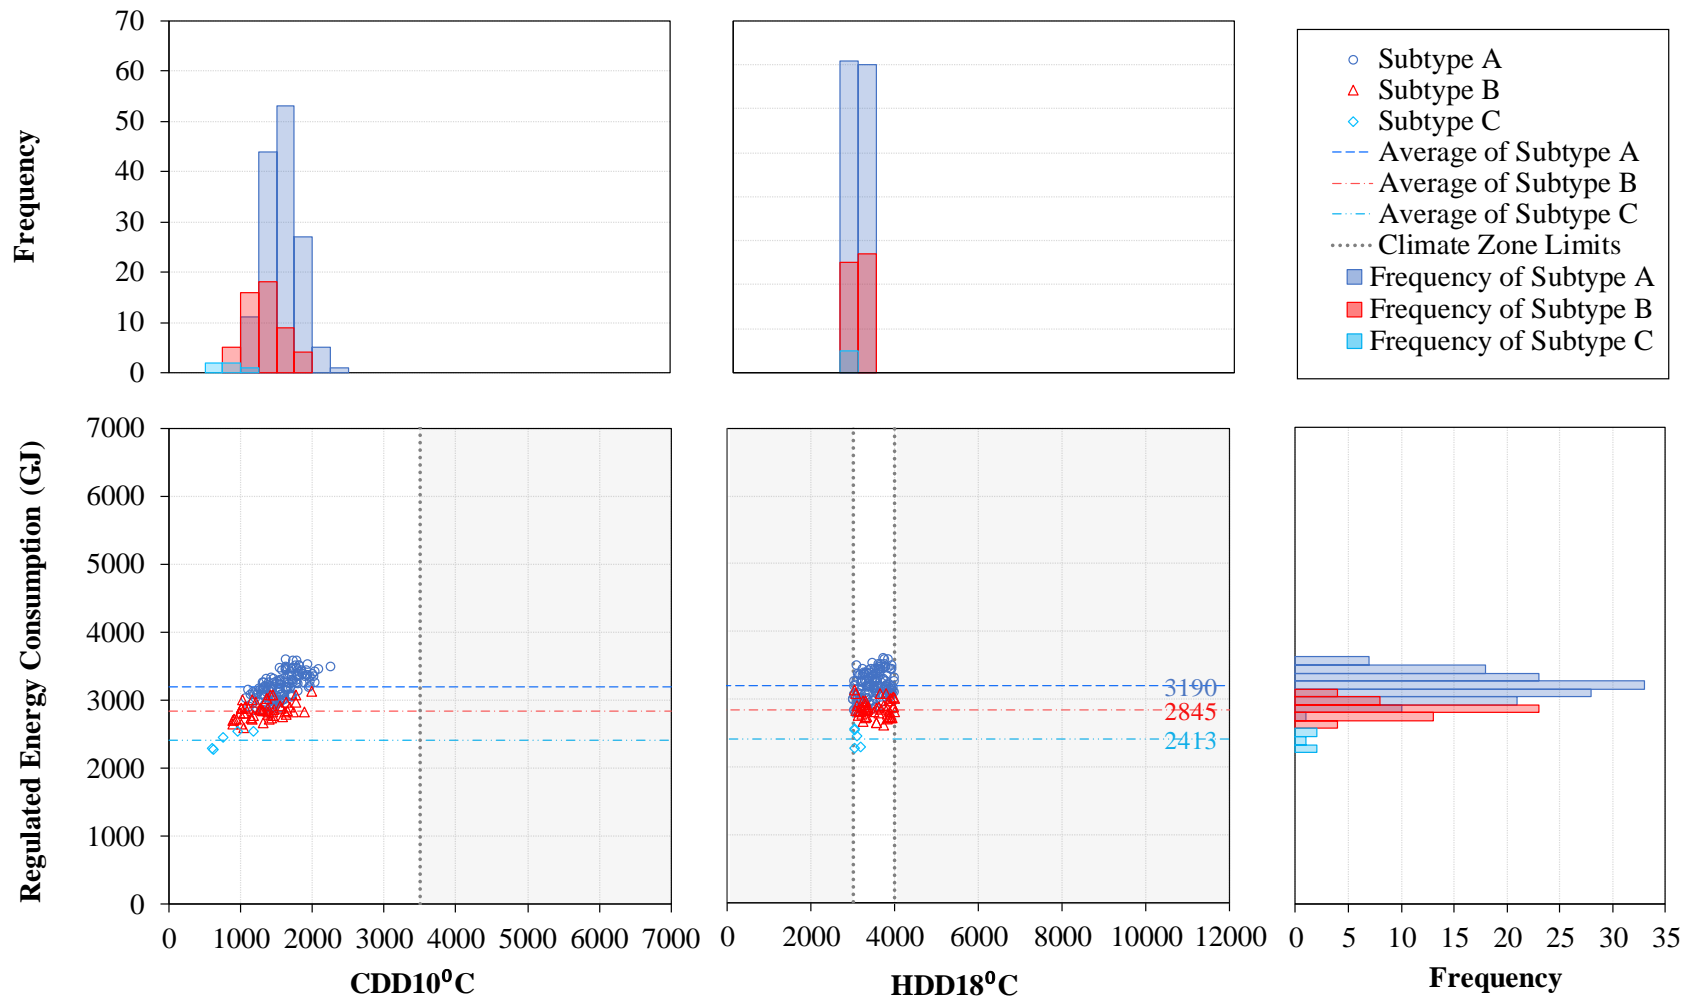 70
60
50
40
30
20
10
0
Frequency
Subtype A
Subtype B
Subtype C
Average of Subtype A
Average of Subtype B
Average of Subtype C
Climate Zone Limits
Frequency of Subtype A
Frequency of Subtype B
Frequency of Subtype C
7000
6000
5000
4000
3000
2000
1000
0
Regulated Energy Consumption (GJ)
0 1000 2000 3000 4000 5000 6000 7000
CDD10⁰C
3190
2845
2413
0 2000 4000 6000 8000 10000 12000
HDD18⁰C
0 5 10 15 20 25 30 35
Frequency